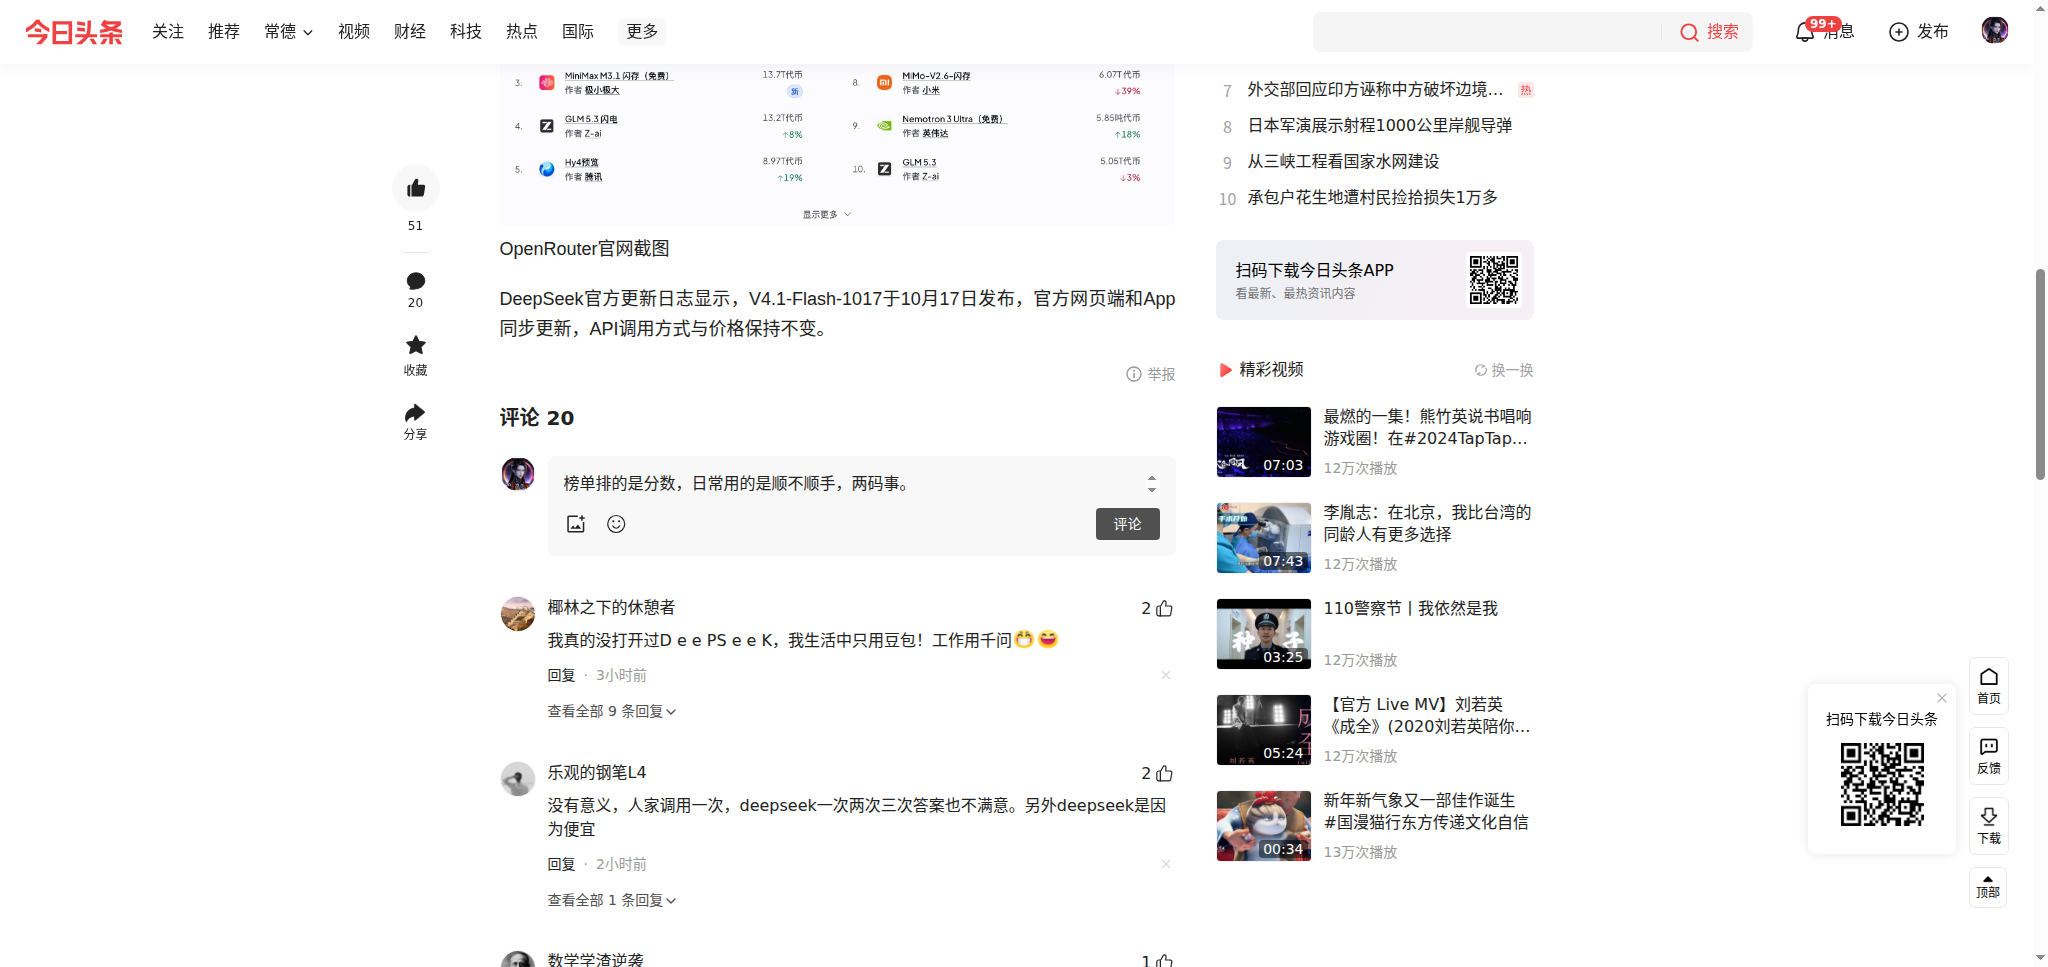 今日头条
关注 推荐 常德 视频 财经 科技 热点 国际 更多
搜索
99+
消息
发布
3. MiniMax M3.1 闪存（免费） 13.7T代币
作者 极小极大 新
4. GLM 5.3 闪电 13.2T代币
作者 Z-ai ↑8%
5. Hy4预览 8.97T代币
作者 腾讯 ↑19%
8. MiMo-V2.6-闪存 6.07T代币
作者 小米 ↓39%
9. Nemotron 3 Ultra（免费） 5.85吨代币
作者 英伟达 ↑18%
10. GLM 5.3 5.05T代币
作者 Z-ai ↓3%
显示更多
51
20
收藏
分享
OpenRouter官网截图
DeepSeek官方更新日志显示，V4.1-Flash-1017于10月17日发布，官方网页端和App
同步更新，API调用方式与价格保持不变。
举报
评论 20
榜单排的是分数，日常用的是顺不顺手，两码事。
评论
椰林之下的休憩者 2
我真的没打开过D e e PS e e K，我生活中只用豆包！工作用千问
回复 · 3小时前
查看全部 9 条回复
乐观的钢笔L4 2
没有意义，人家调用一次，deepseek一次两次三次答案也不满意。另外deepseek是因
为便宜
回复 · 2小时前
查看全部 1 条回复
数学学渣逆袭 1
7 外交部回应印方诬称中方破坏边境... 热
8 日本军演展示射程1000公里岸舰导弹
9 从三峡工程看国家水网建设
10 承包户花生地遭村民捡拾损失1万多
扫码下载今日头条APP
看最新、最热资讯内容
精彩视频 换一换
最燃的一集！熊竹英说书唱响
游戏圈！在#2024TapTap...
07:03
12万次播放
李胤志：在北京，我比台湾的
同龄人有更多选择
07:43
12万次播放
110警察节丨我依然是我
种子
03:25
12万次播放
【官方 Live MV】刘若英
《成全》(2020刘若英陪你...
05:24
12万次播放
新年新气象又一部佳作诞生
#国漫猫行东方传递文化自信
00:34
13万次播放
扫码下载今日头条
首页
反馈
下载
顶部